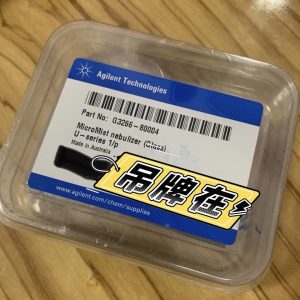 Agilent Technologies
Part No: G3266-80004
MicroMist nebulizer (Glass)
U-series 1/p
Made in Australia
吊牌在
www.agilent.com/chem/supplies